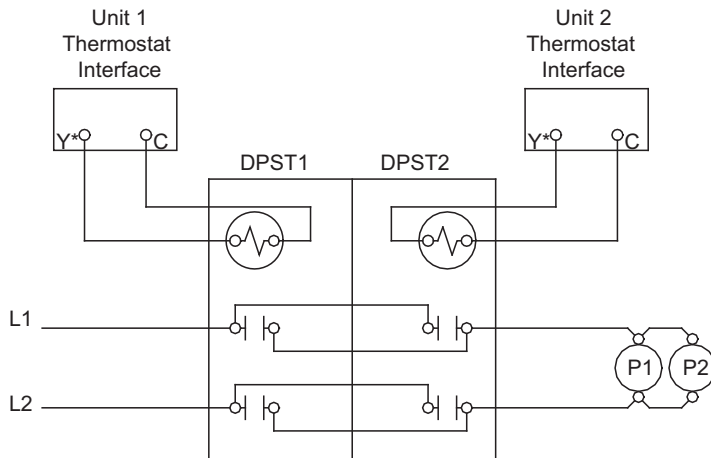 Unit 1
Thermostat
Interface
Unit 2
Thermostat
Interface
Y* C
Y* C
DPST1 DPST2
L1
P1 P2
L2